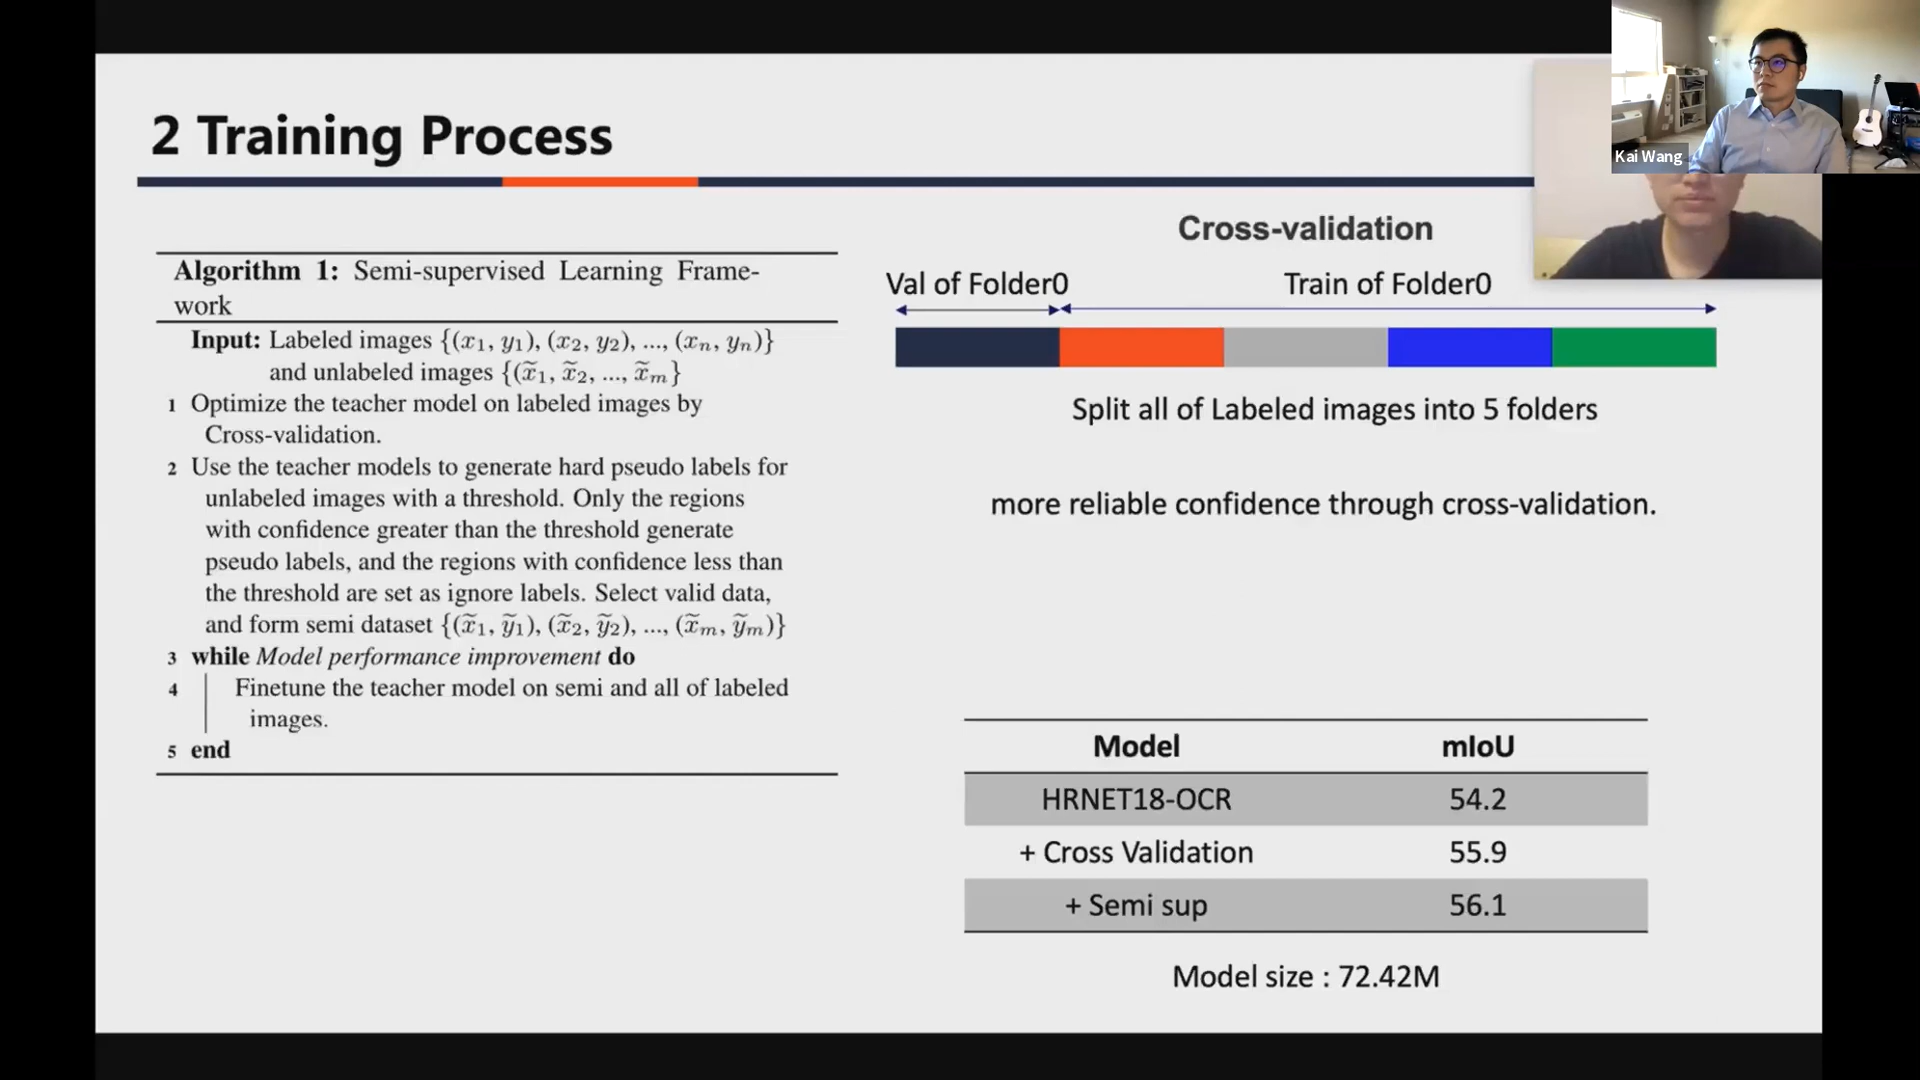 2 Training Process
Algorithm 1: Semi-supervised Learning Frame-
work
Input: Labeled images {(x₁, y₁), (x₂, y₂), ..., (xₙ, yₙ)}
and unlabeled images {(x̃₁, x̃₂, ..., x̃ₘ}
1 Optimize the teacher model on labeled images by
Cross-validation.
2 Use the teacher models to generate hard pseudo labels for
unlabeled images with a threshold. Only the regions
with confidence greater than the threshold generate
pseudo labels, and the regions with confidence less than
the threshold are set as ignore labels. Select valid data,
and form semi dataset {(x̃₁, ỹ₁), (x̃₂, ỹ₂), ..., (x̃ₘ, ỹₘ)}
3 while Model performance improvement do
4 Finetune the teacher model on semi and all of labeled
images.
5 end
Cross-validation
Val of Folder0 Train of Folder0
Split all of Labeled images into 5 folders
more reliable confidence through cross-validation.
Model mIoU
HRNET18-OCR 54.2
+ Cross Validation 55.9
+ Semi sup 56.1
Model size : 72.42M
Kai Wang